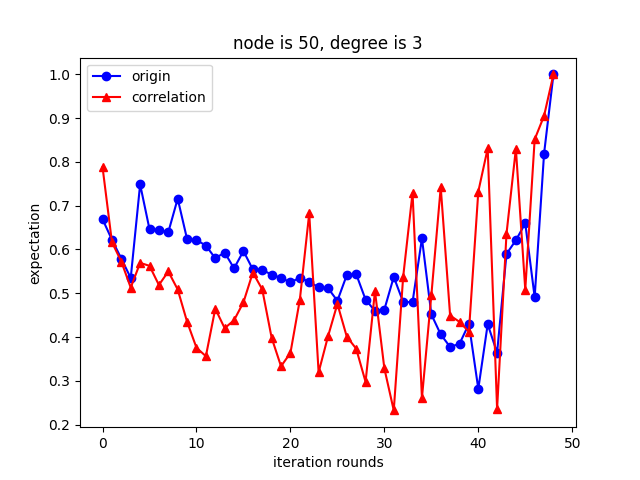 node is 50, degree is 3
origin
correlation
expectation
1.0
0.9
0.8
0.7
0.6
0.5
0.4
0.3
0.2
0 10 20 30 40 50
iteration rounds